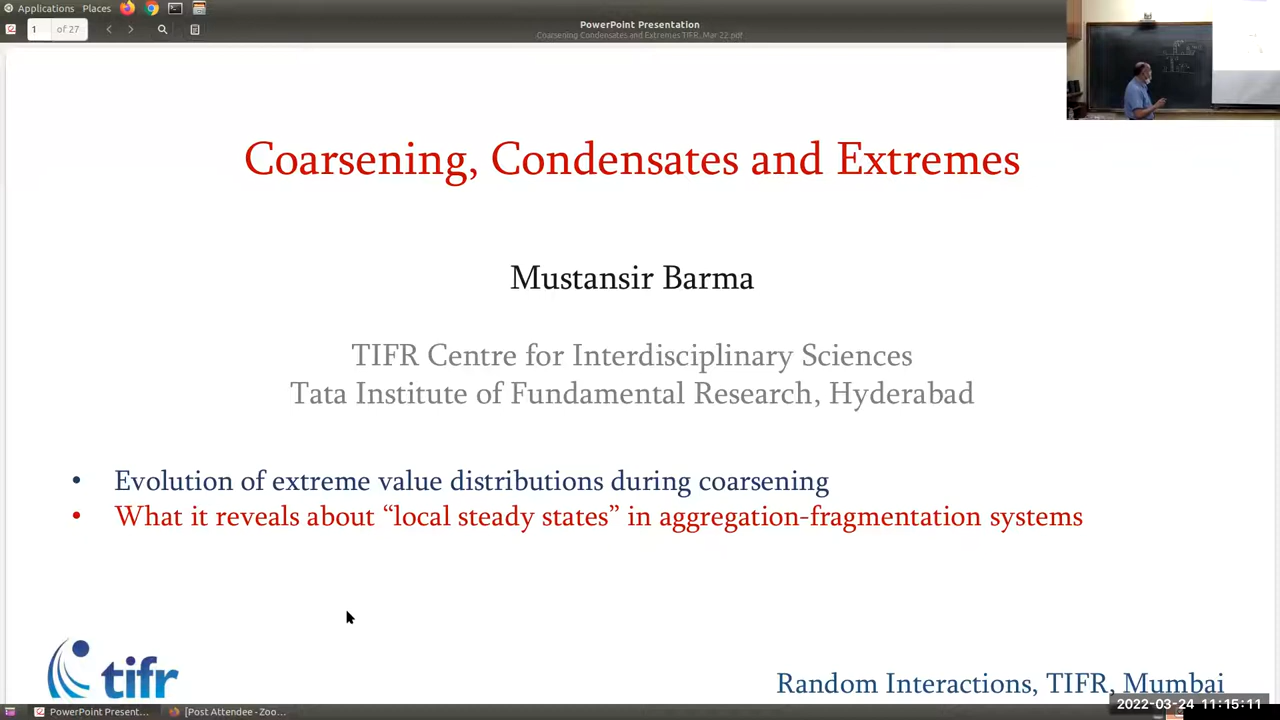 Applications Places
1 of 27
PowerPoint Presentation
Coarsening Condensates and Extremes TIFR_Mar 22.pdf
Coarsening, Condensates and Extremes
Mustansir Barma
TIFR Centre for Interdisciplinary Sciences
Tata Institute of Fundamental Research, Hyderabad
• Evolution of extreme value distributions during coarsening
• What it reveals about “local steady states” in aggregation-fragmentation systems
tifr
Random Interactions, TIFR, Mumbai
2022-03-24 11:15:11
PowerPoint Present...
[Post Attendee - Zoo...